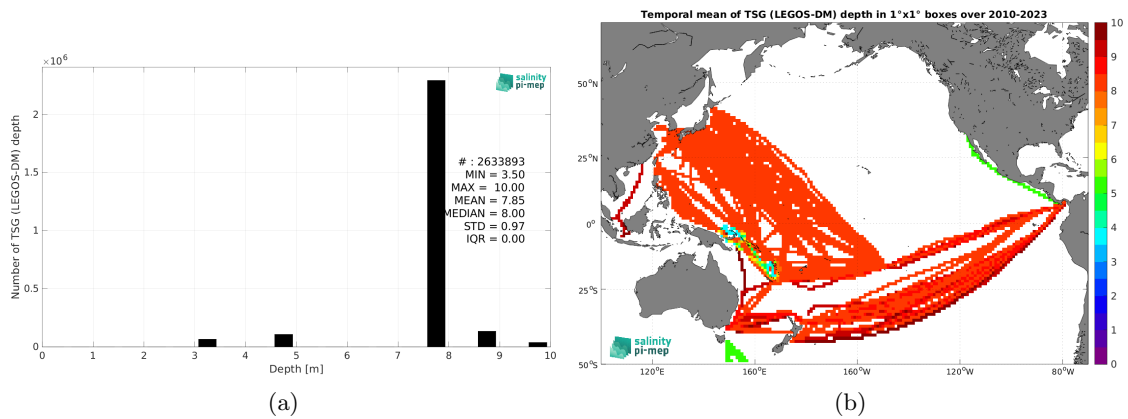 ×10⁶
2
1.5
1
0.5
0
Number of TSG (LEGOS-DM) depth
salinity
pi-mep
# : 2633893
MIN = 3.50
MAX = 10.00
MEAN = 7.85
MEDIAN = 8.00
STD = 0.97
IQR = 0.00
0 1 2 3 4 5 6 7 8 9 10
Depth [m]
(a)
Temporal mean of TSG (LEGOS-DM) depth in 1°x1° boxes over 2010-2023
50°N
25°N
0°
25°S
50°S
120°E 160°E 160°W 120°W 80°W
salinity
pi-mep
10
9
8
7
6
5
4
3
2
1
0
(b)